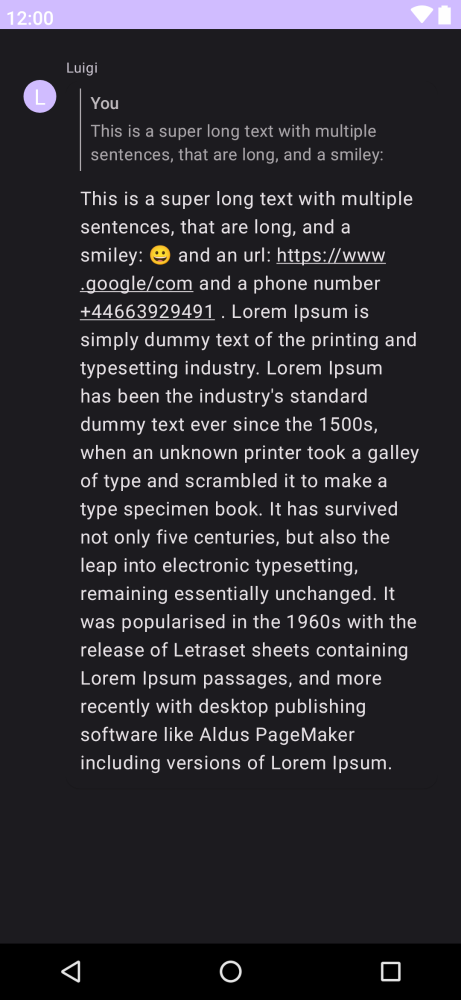 12:00
Luigi
L
You
This is a super long text with multiple
sentences, that are long, and a smiley:
This is a super long text with multiple
sentences, that are long, and a
smiley: 😀 and an url: https://www
.google/com and a phone number
+44663929491 . Lorem Ipsum is
simply dummy text of the printing and
typesetting industry. Lorem Ipsum
has been the industry's standard
dummy text ever since the 1500s,
when an unknown printer took a galley
of type and scrambled it to make a
type specimen book. It has survived
not only five centuries, but also the
leap into electronic typesetting,
remaining essentially unchanged. It
was popularised in the 1960s with the
release of Letraset sheets containing
Lorem Ipsum passages, and more
recently with desktop publishing
software like Aldus PageMaker
including versions of Lorem Ipsum.